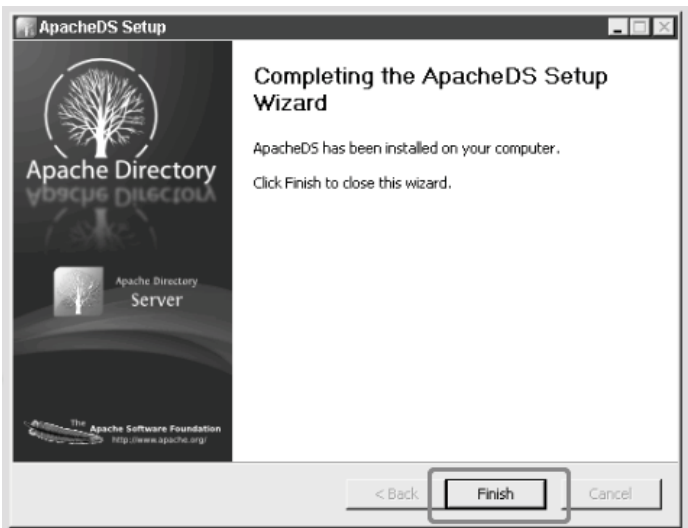 ApacheDS Setup
Completing the ApacheDS Setup
Wizard
ApacheDS has been installed on your computer.
Click Finish to close this wizard.
Apache Directory
Apache Directory
Server
The
Apache Software Foundation
http://www.apache.org/
< Back
Finish
Cancel